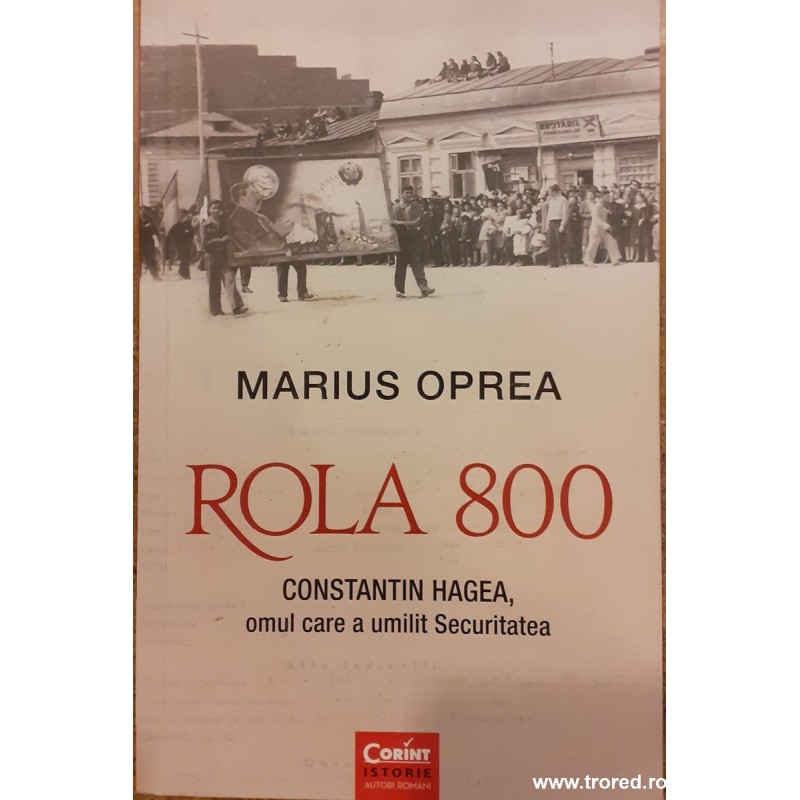 MARIUS OPREA
ROLA 800
CONSTANTIN HAGEA,
omul care a umilit Securitatea
CORINT
ISTORIE
AUTORI ROMÂNI
www.trored.ro